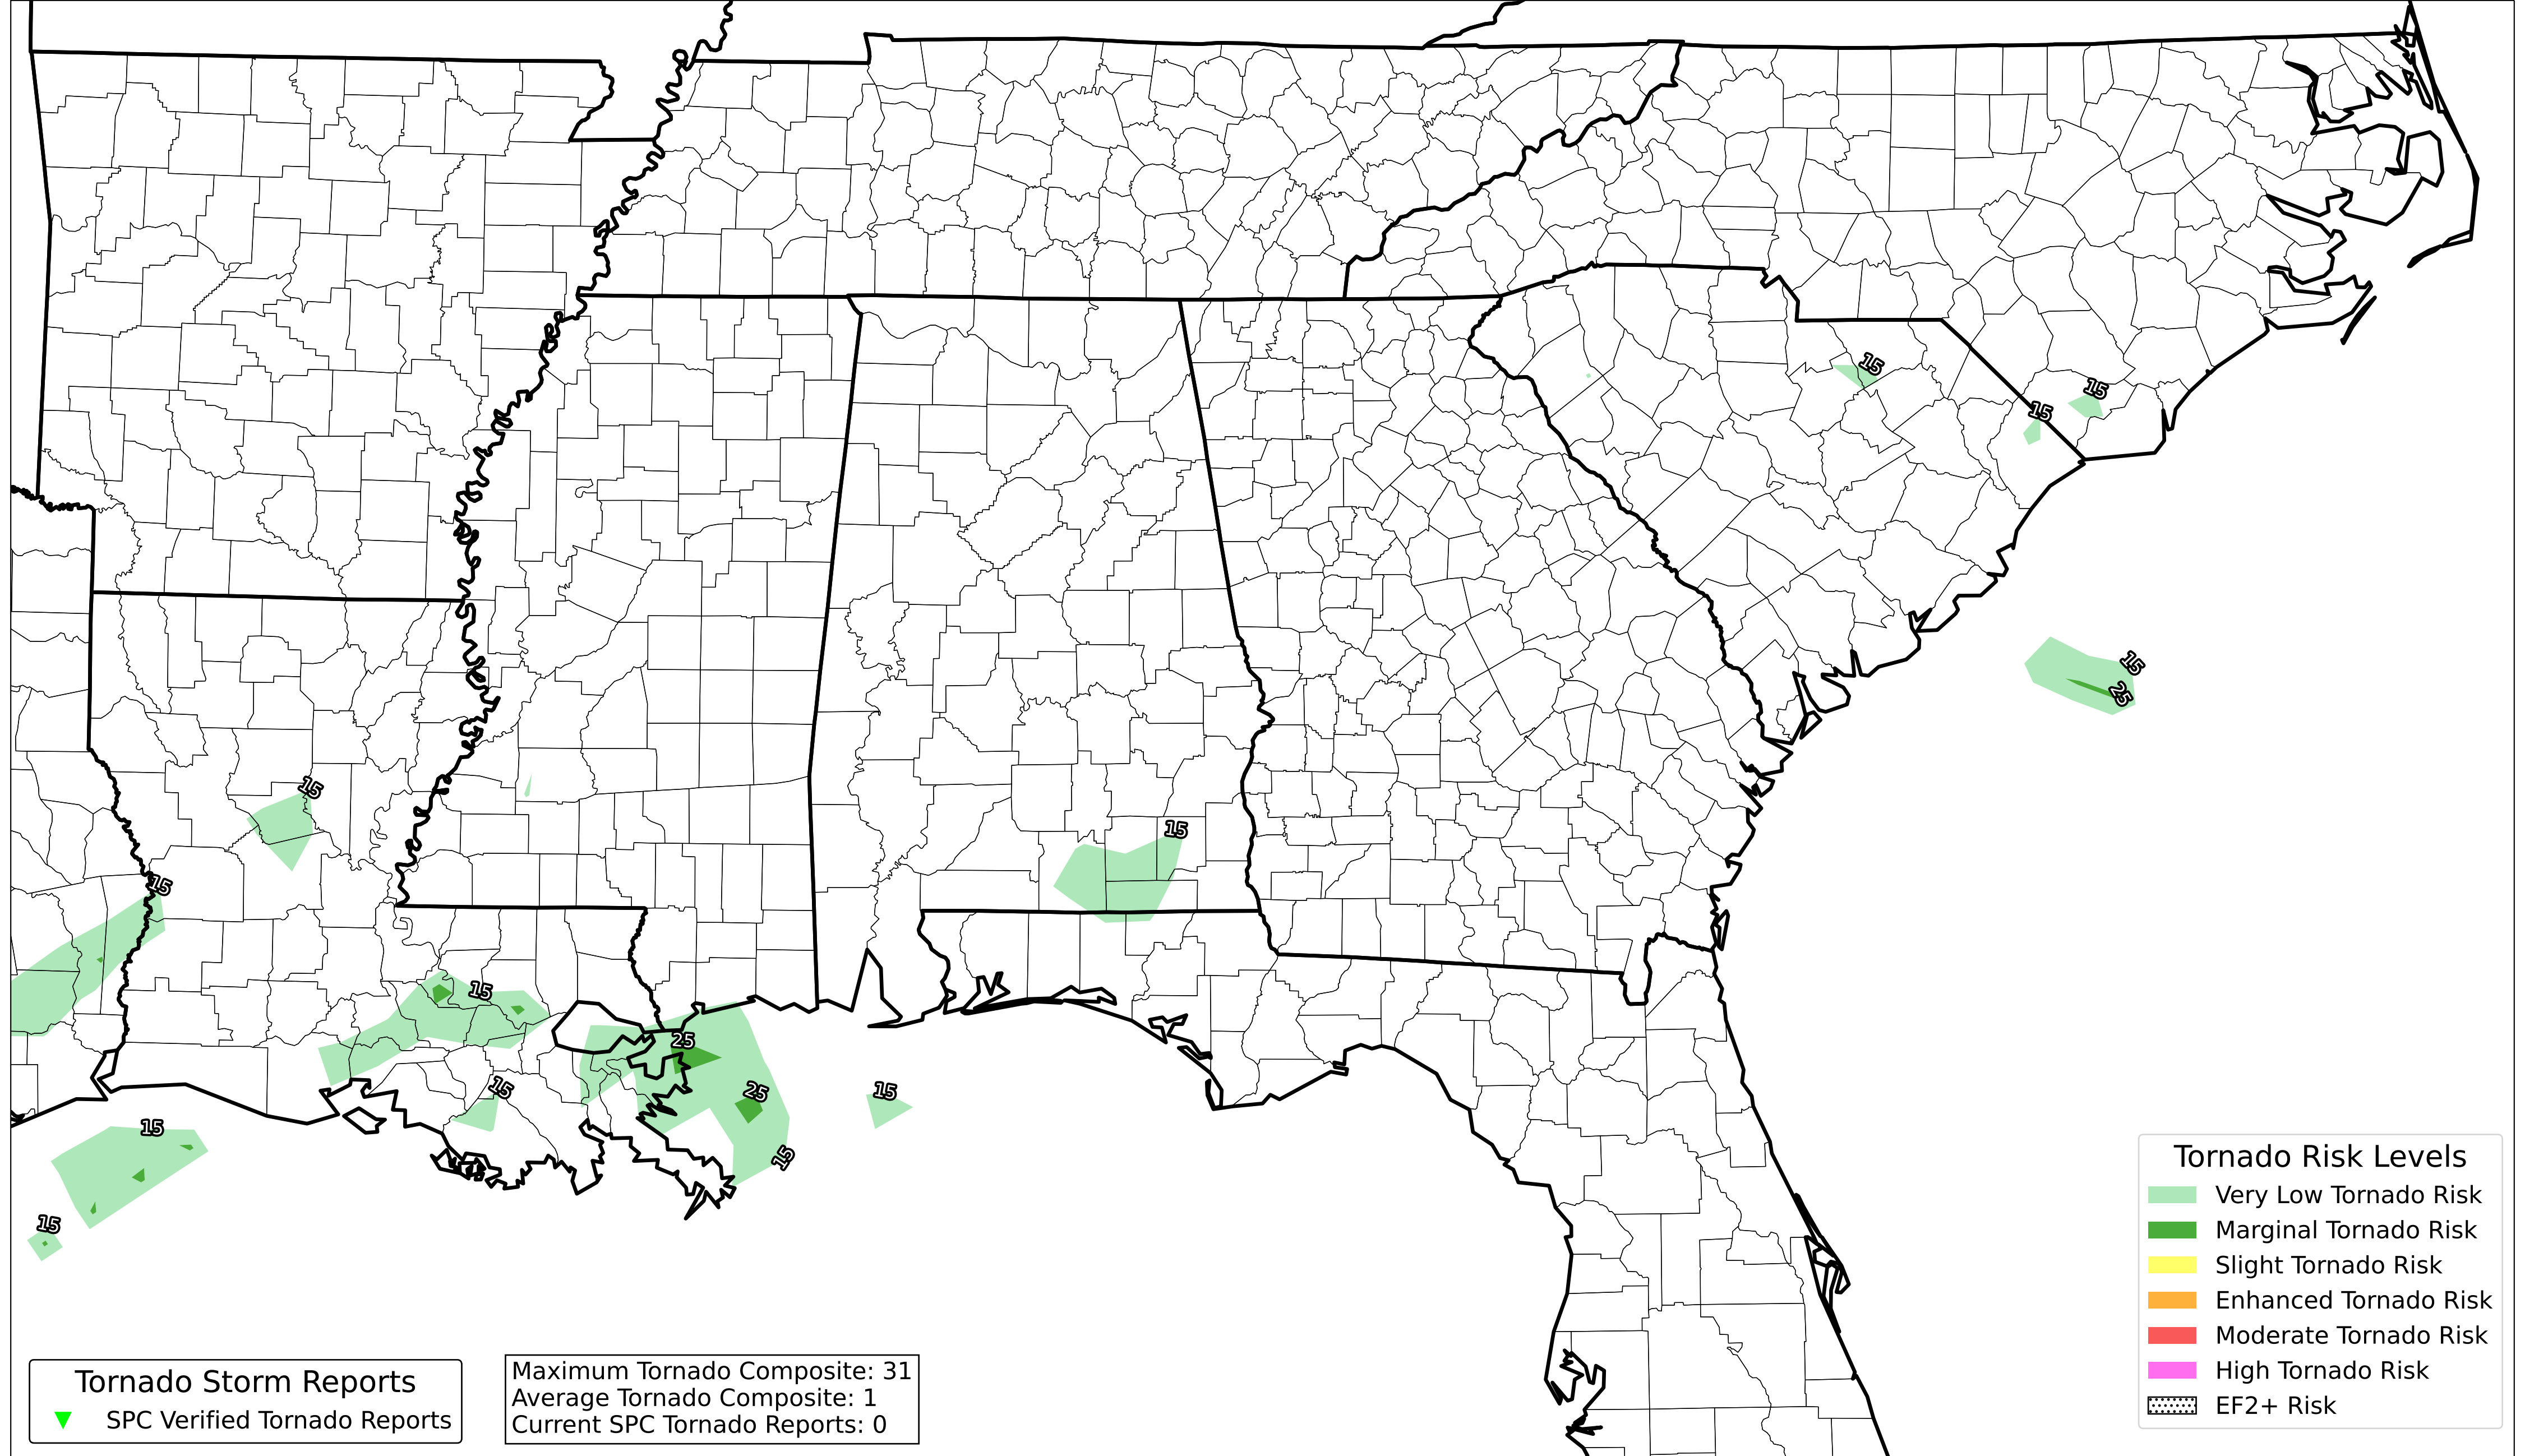 15
15
15
15
25
15
15
15
15
25
15
25
15
15
15
15
Tornado Risk Levels
Very Low Tornado Risk
Marginal Tornado Risk
Slight Tornado Risk
Enhanced Tornado Risk
Moderate Tornado Risk
High Tornado Risk
EF2+ Risk
Tornado Storm Reports
SPC Verified Tornado Reports
Maximum Tornado Composite: 31
Average Tornado Composite: 1
Current SPC Tornado Reports: 0